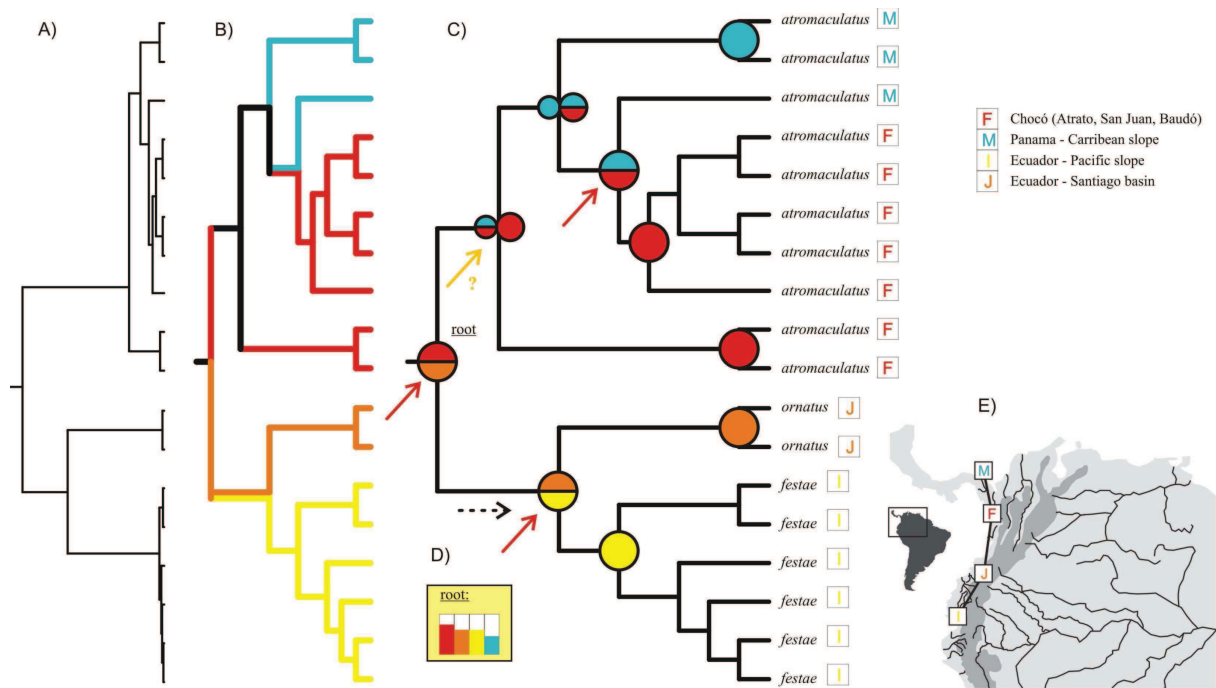 A)
B)
C)
atromaculatus M
atromaculatus M
atromaculatus M
atromaculatus F
atromaculatus F
atromaculatus F
atromaculatus F
atromaculatus F
atromaculatus F
atromaculatus F
ornatus J
ornatus J
festae I
festae I
festae I
festae I
festae I
festae I
?
root
D)
root:
F Chocó (Atrato, San Juan, Baudó)
M Panama - Carribean slope
I Ecuador - Pacific slope
J Ecuador - Santiago basin
E)
M
F
J
I